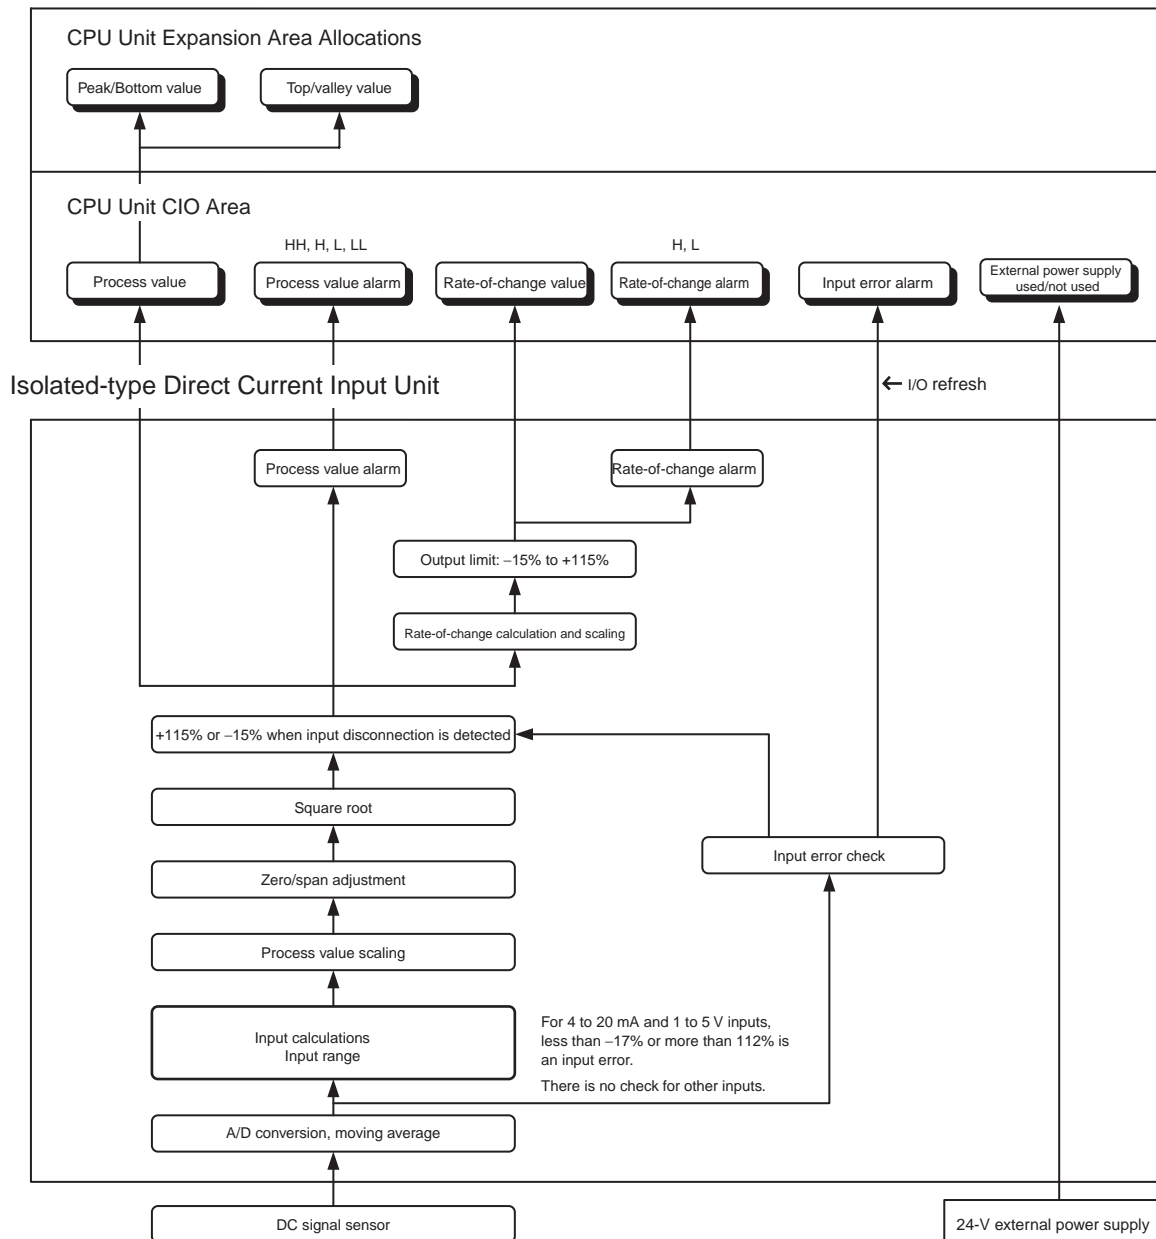 CPU Unit Expansion Area Allocations
Peak/Bottom value
Top/valley value
CPU Unit CIO Area
HH, H, L, LL
H, L
Process value
Process value alarm
Rate-of-change value
Rate-of-change alarm
Input error alarm
External power supply
used/not used
Isolated-type Direct Current Input Unit
I/O refresh
Process value alarm
Rate-of-change alarm
Output limit: –15% to +115%
Rate-of-change calculation and scaling
+115% or –15% when input disconnection is detected
Square root
Input error check
Zero/span adjustment
Process value scaling
Input calculations
Input range
For 4 to 20 mA and 1 to 5 V inputs,
less than –17% or more than 112% is
an input error.
There is no check for other inputs.
A/D conversion, moving average
DC signal sensor
24-V external power supply